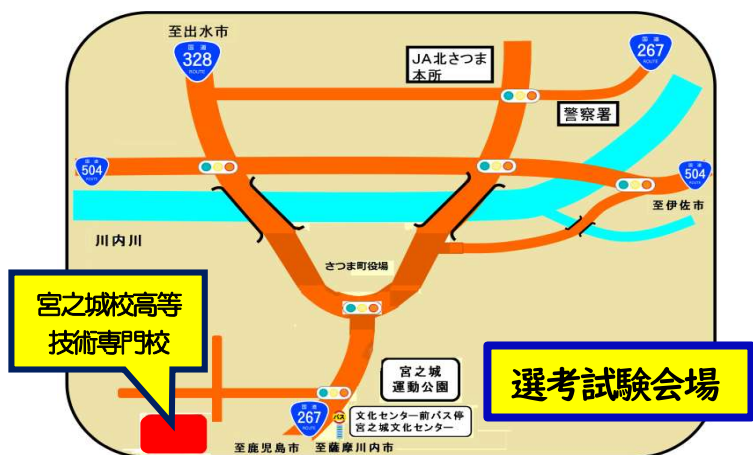 至出水市
国道
328
ROUTE
JA北さつま
本所
国道
267
ROUTE
警察署
国道
504
ROUTE
国道
504
ROUTE
至伊佐市
川内川
さつま町役場
宮之城校高等
技術専門校
宮之城
運動公園
選考試験会場
国道
267
ROUTE
バス
文化センター前バス停
宮之城文化センター
至鹿児島市
至薩摩川内市